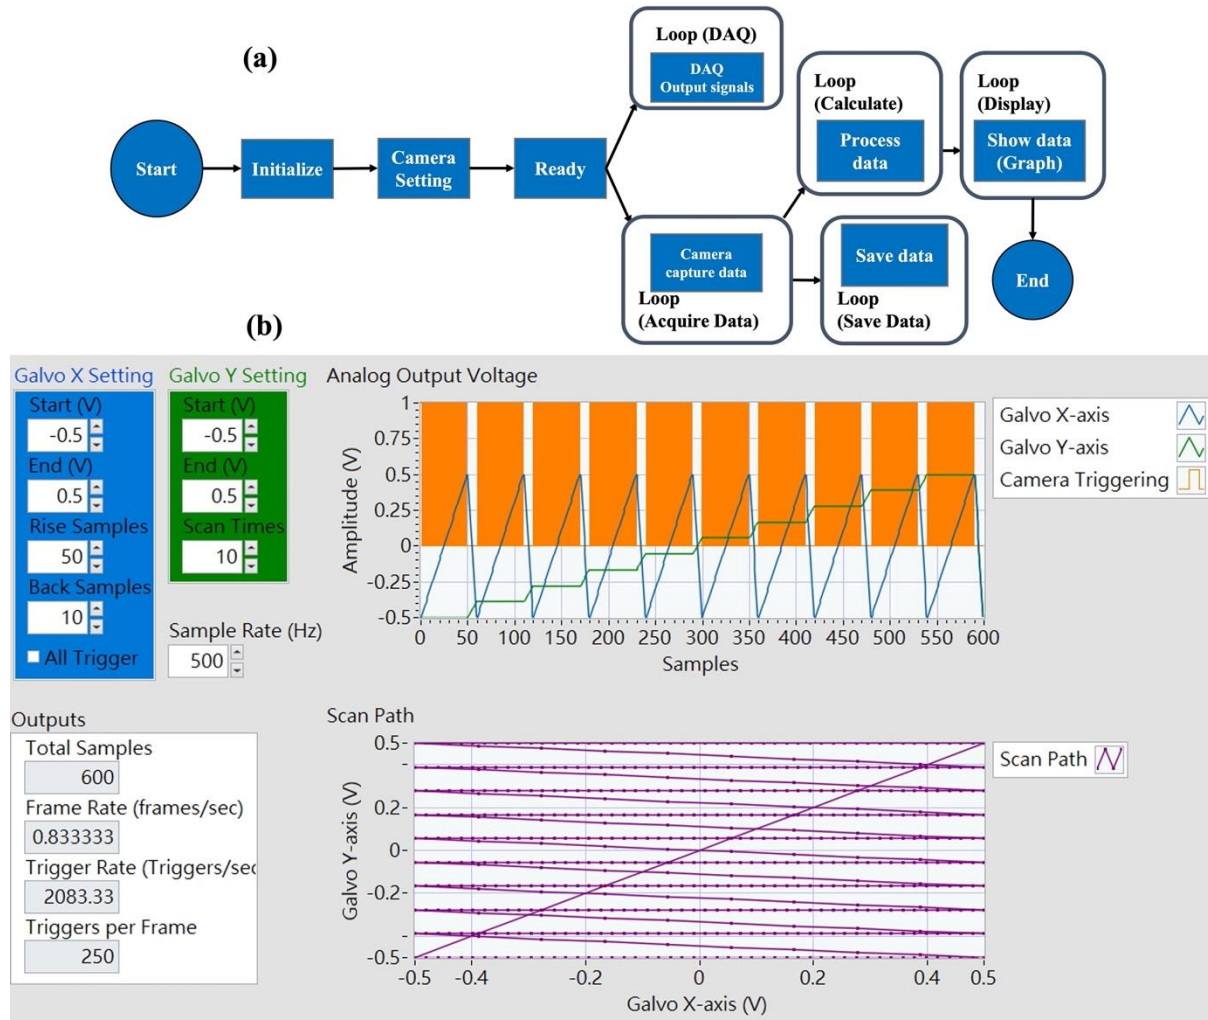 (a)
Start
Initialize
Camera
Setting
Ready
Loop (DAQ)
DAQ
Output signals
Camera
capture data
Loop
(Acquire Data)
Loop
(Calculate)
Process
data
Save data
Loop
(Save Data)
Loop
(Display)
Show data
(Graph)
End
(b)
Galvo X Setting
Start (V)
-0.5
End (V)
0.5
Rise Samples
50
Back Samples
10
All Trigger
Galvo Y Setting
Start (V)
-0.5
End (V)
0.5
Scan Times
10
Sample Rate (Hz)
500
Analog Output Voltage
Amplitude (V)
1
0.75
0.5
0.25
0
-0.25
-0.5
0 50 100 150 200 250 300 350 400 450 500 550 600
Samples
Galvo X-axis
Galvo Y-axis
Camera Triggering
Outputs
Total Samples
600
Frame Rate (frames/sec)
0.833333
Trigger Rate (Triggers/sec
2083.33
Triggers per Frame
250
Scan Path
Galvo Y-axis (V)
0.5
0.2
0
-0.2
-0.5
-0.5 -0.2 0 0.2 0.5
Galvo X-axis (V)
Scan Path